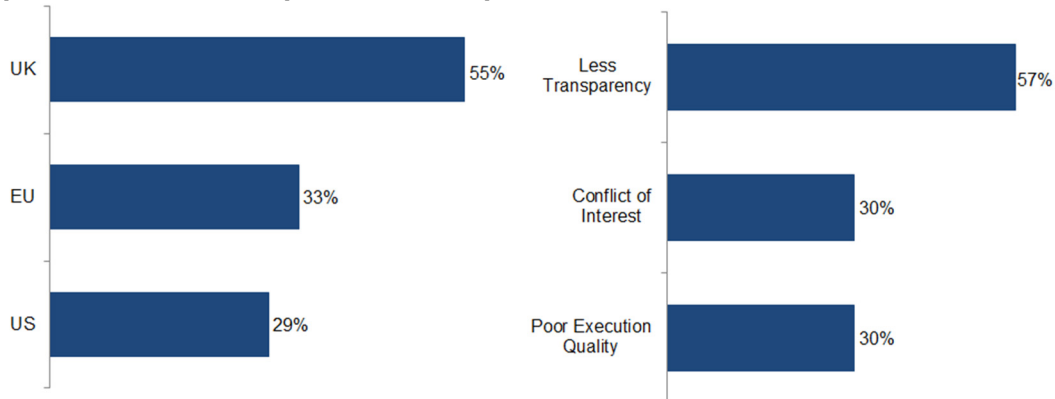 UK
55%
EU
33%
US
29%
Less
Transparency
57%
Conflict of
Interest
30%
Poor Execution
Quality
30%